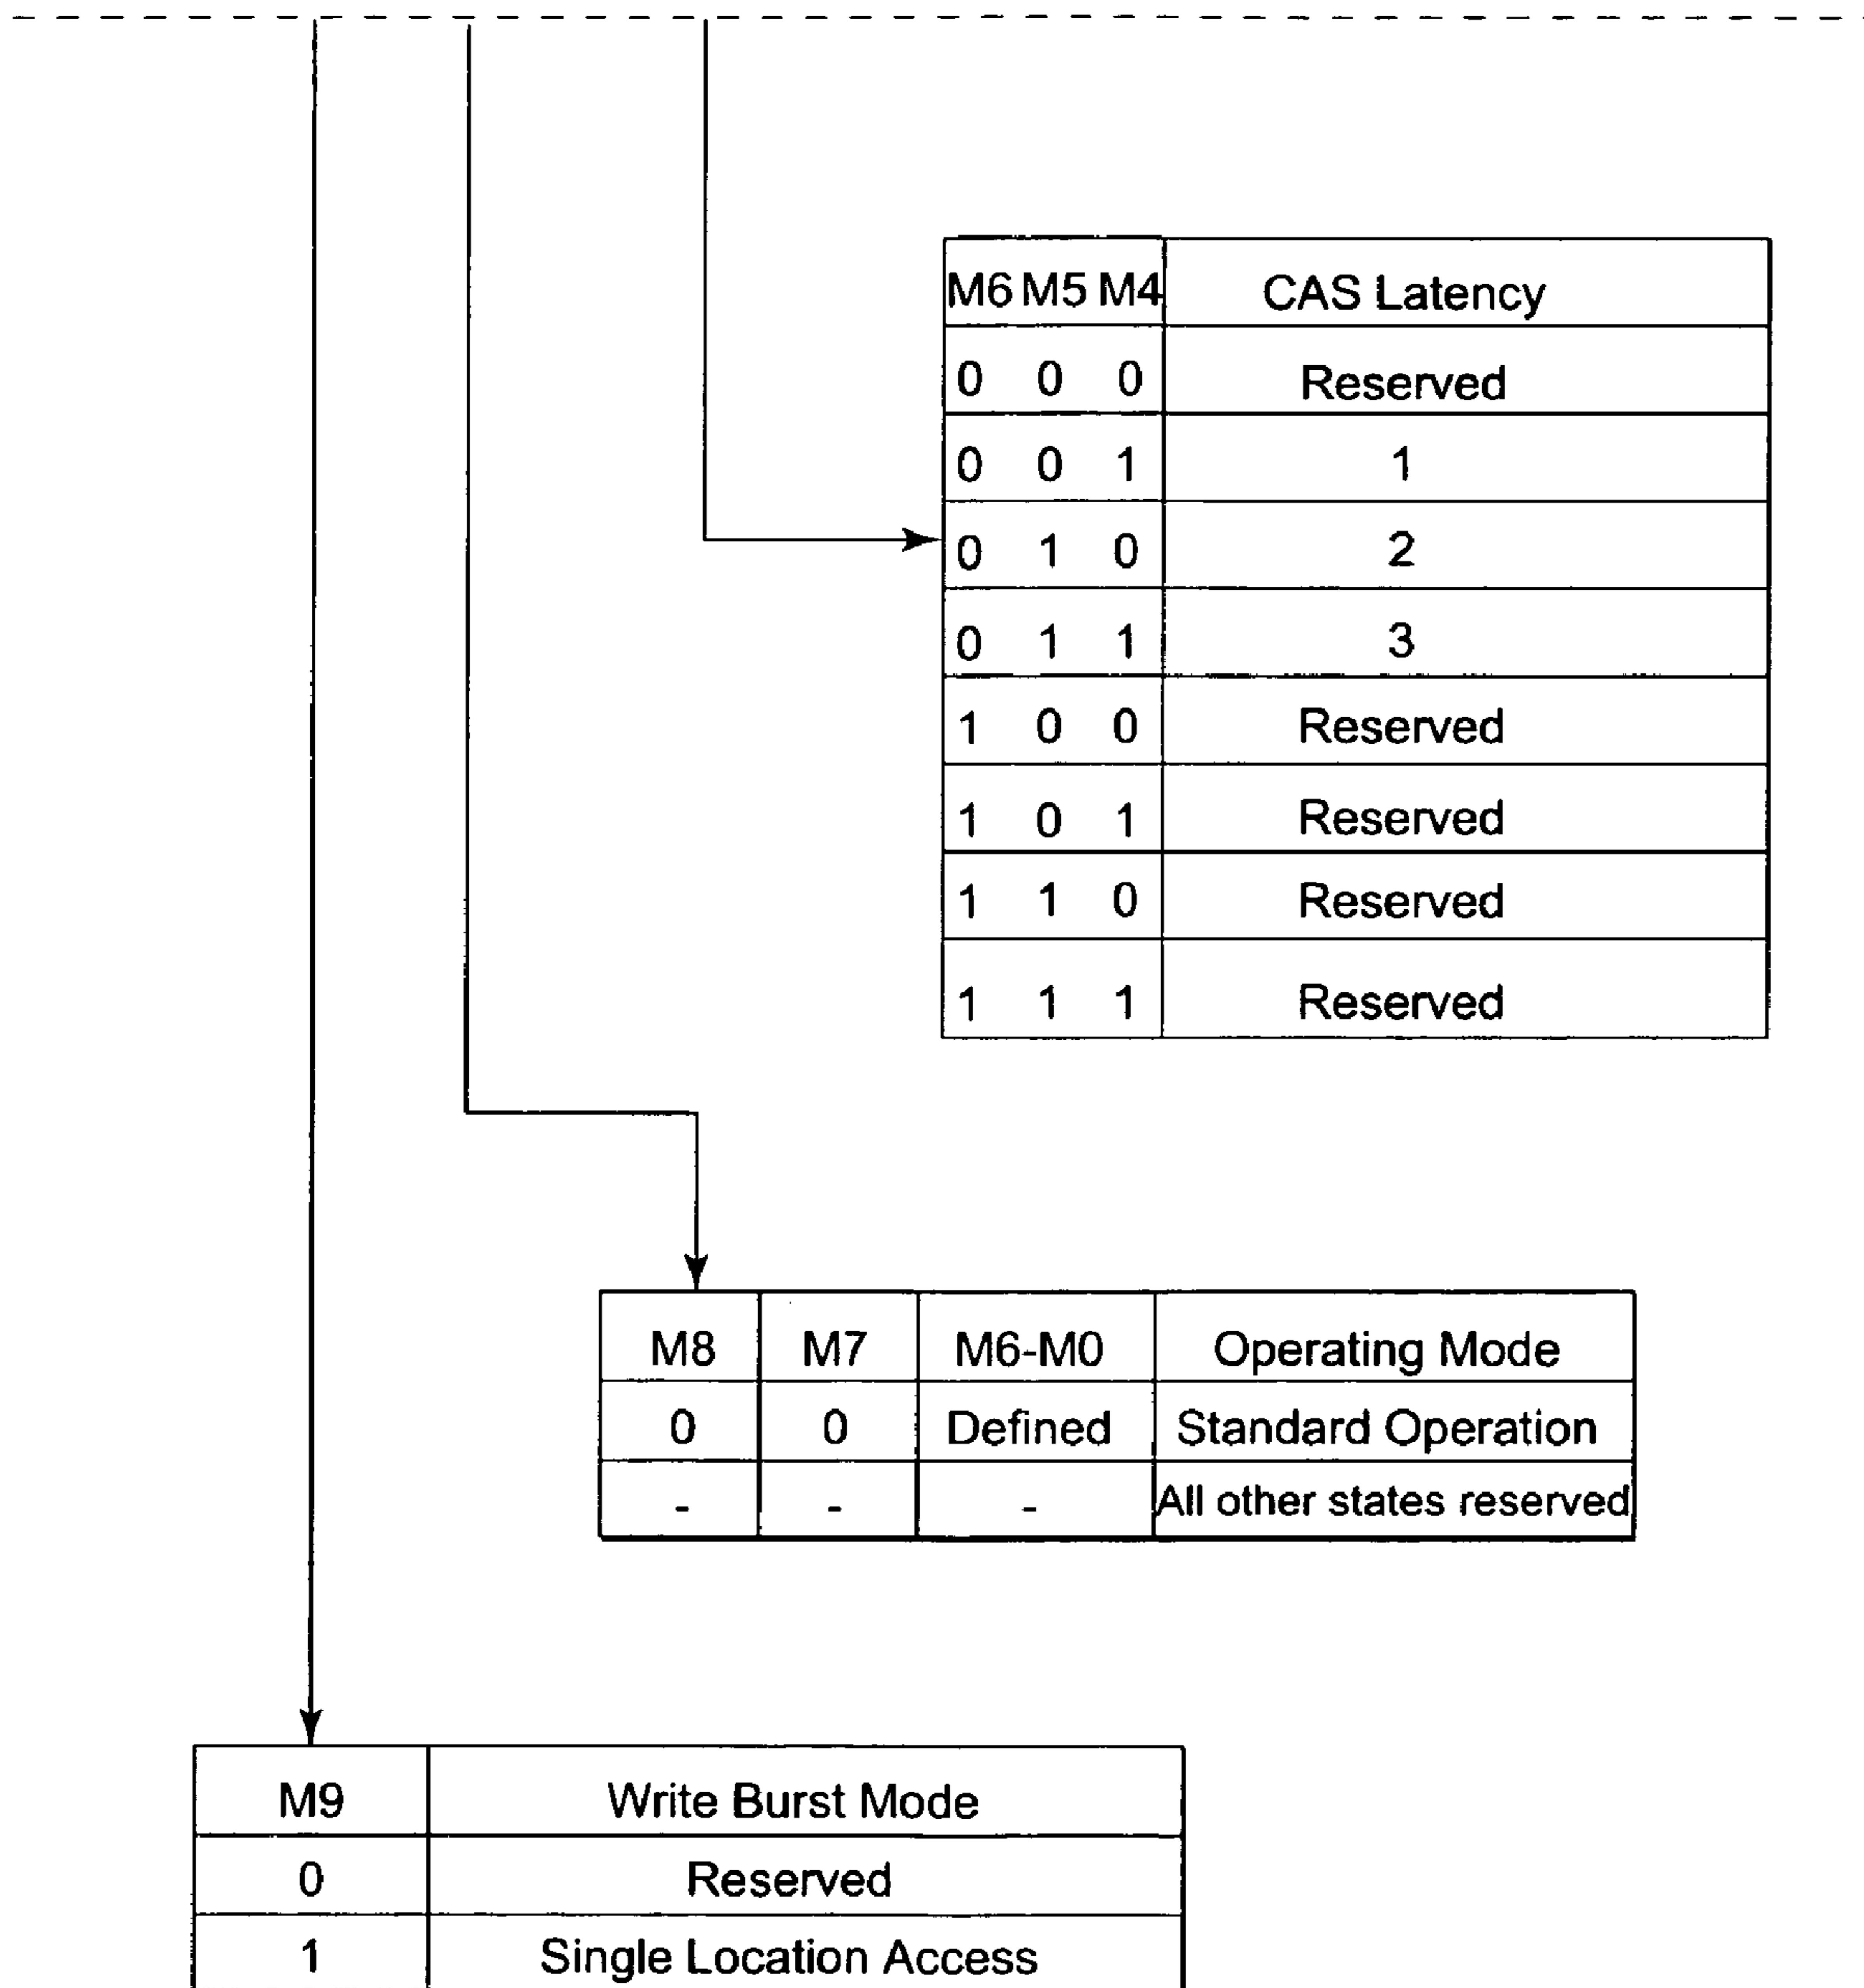 M6 M5 M4 CAS Latency
0 0 0 Reserved
0 0 1 1
0 1 0 2
0 1 1 3
1 0 0 Reserved
1 0 1 Reserved
1 1 0 Reserved
1 1 1 Reserved
M8 M7 M6-M0 Operating Mode
0 0 Defined Standard Operation
- - - All other states reserved
M9 Write Burst Mode
0 Reserved
1 Single Location Access